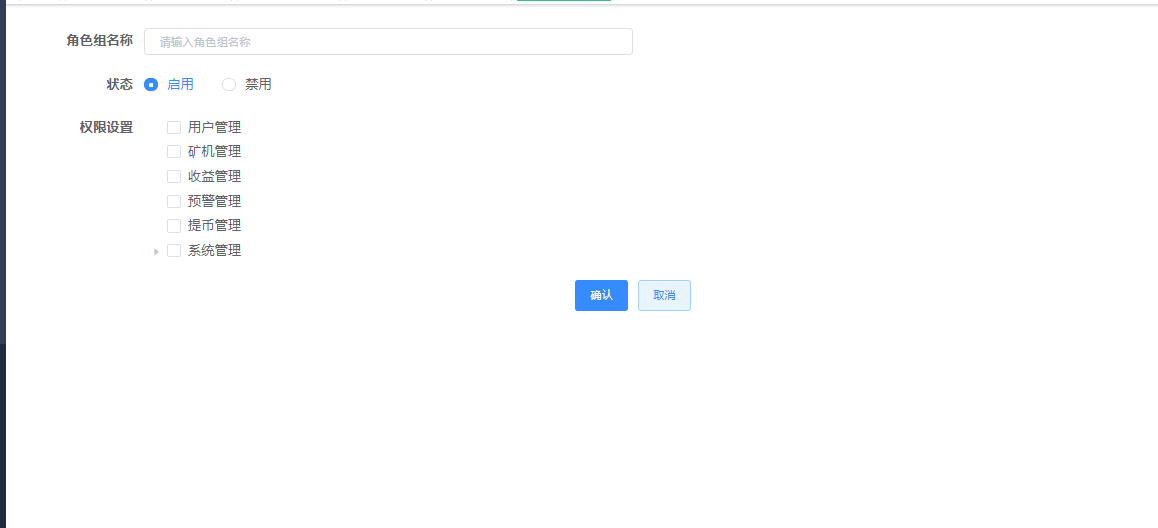 角色组名称 请输入角色组名称
状态 启用 禁用
权限设置 用户管理
矿机管理
收益管理
预警管理
提币管理
系统管理
确认 取消